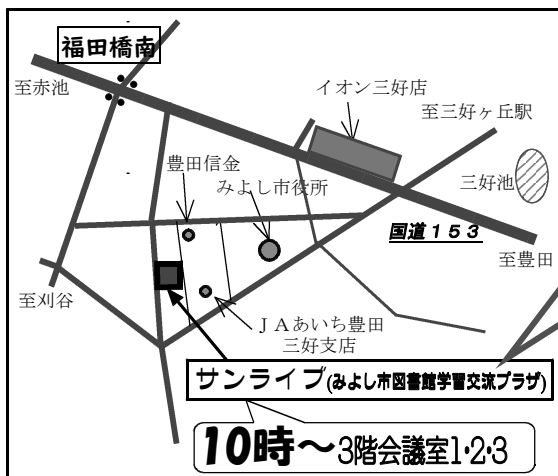 福田橋南
至赤池
イオン三好店
至三好ヶ丘駅
豊田信金
みよし市役所
三好池
国道153
至豊田
至刈谷
JAあいち豊田
三好支店
サンライブ(みよし市図書館学習交流プラザ)
10時～3階会議室1・2・3